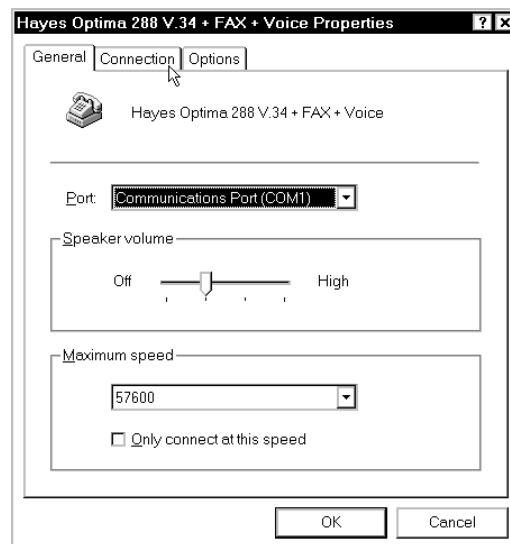 Hayes Optima 288 V.34 + FAX + Voice Properties ? X
General Connection Options
Hayes Optima 288 V.34 + FAX + Voice
Port: Communications Port (COM1)
Speaker volume
Off High
Maximum speed
57600
Only connect at this speed
OK Cancel